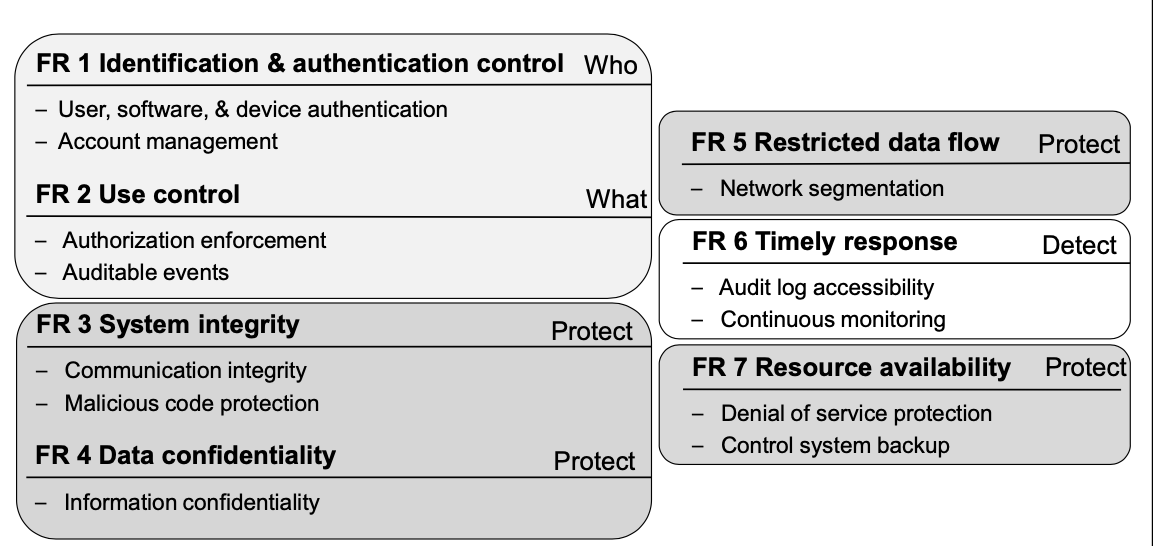 FR 1 Identification & authentication control Who
– User, software, & device authentication
– Account management
FR 2 Use control What
– Authorization enforcement
– Auditable events
FR 3 System integrity Protect
– Communication integrity
– Malicious code protection
FR 4 Data confidentiality Protect
– Information confidentiality
FR 5 Restricted data flow Protect
– Network segmentation
FR 6 Timely response Detect
– Audit log accessibility
– Continuous monitoring
FR 7 Resource availability Protect
– Denial of service protection
– Control system backup